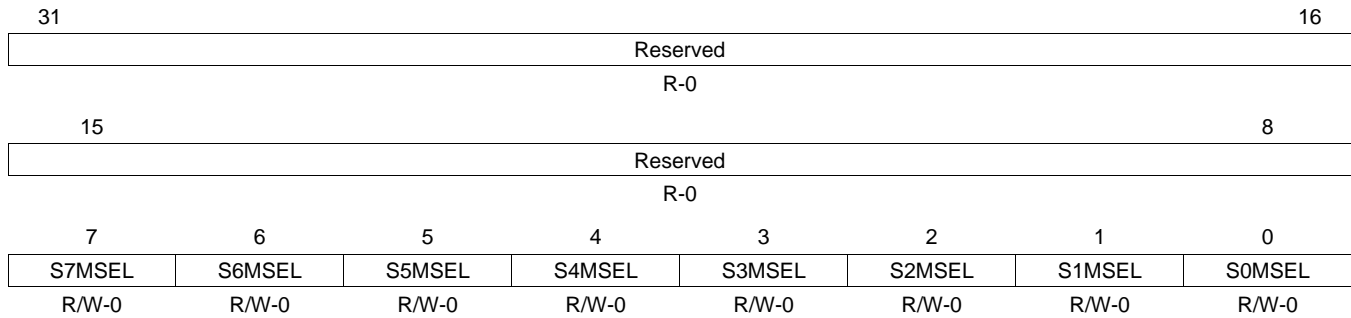 31 16
Reserved
R-0
15 8
Reserved
R-0
7 6 5 4 3 2 1 0
S7MSEL S6MSEL S5MSEL S4MSEL S3MSEL S2MSEL S1MSEL S0MSEL
R/W-0 R/W-0 R/W-0 R/W-0 R/W-0 R/W-0 R/W-0 R/W-0